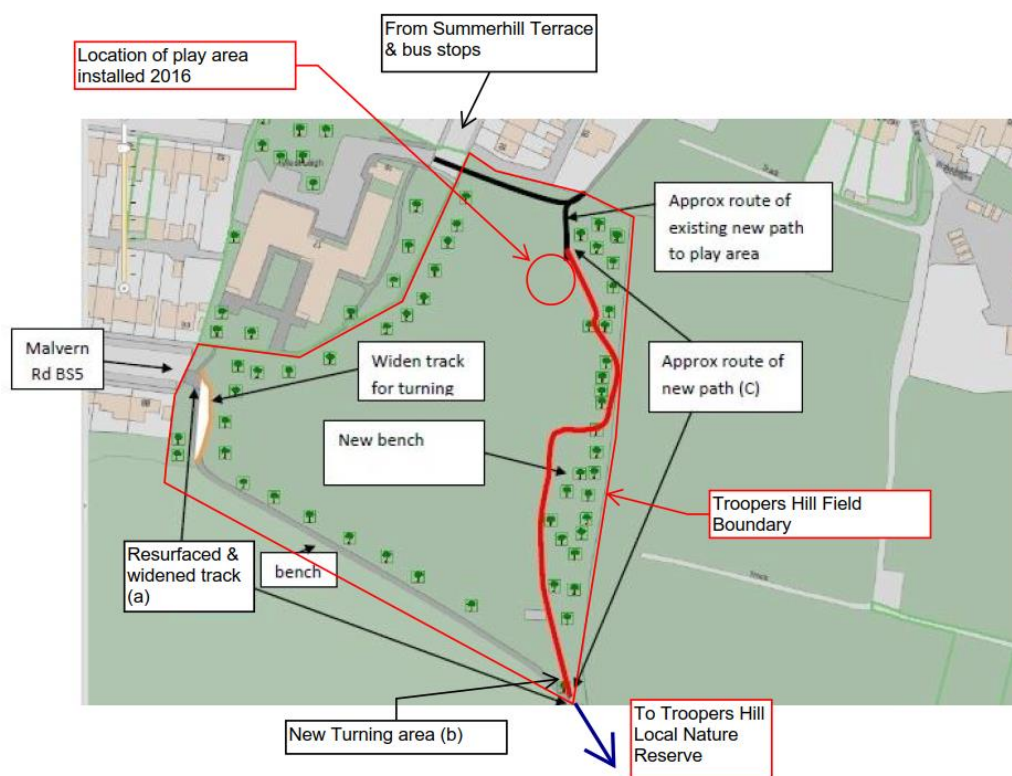 From Summerhill Terrace
& bus stops
Location of play area
installed 2016
Approx route of
existing new path
to play area
Malvern
Rd BS5
Widen track
for turning
Approx route of
new path (C)
New bench
Troopers Hill Field
Boundary
Resurfaced &
widened track
(a)
bench
Track
New Turning area (b)
To Troopers Hill
Local Nature
Reserve